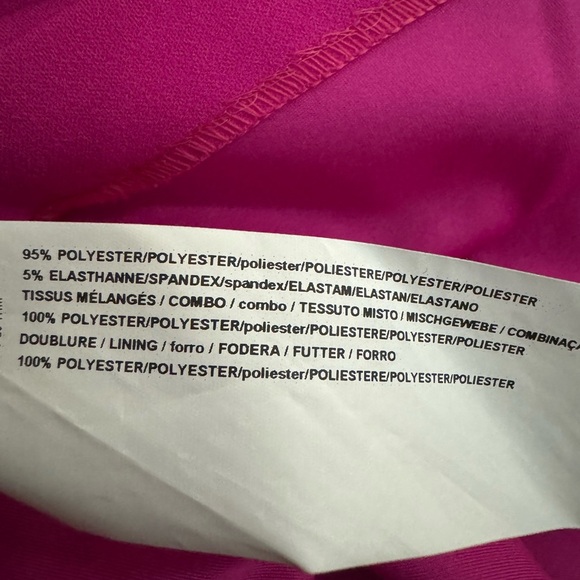 95% POLYESTER/POLYESTER/poliester/POLIESTERE/POLYESTER/POLIESTER
5% ELASTHANNE/SPANDEX/spandex/ELASTAM/ELASTAN/ELASTANO
TISSUS MÉLANGÉS / COMBO / combo / TESSUTO MISTO / MISCHGEWEBE / COMBINAÇ
100% POLYESTER/POLYESTER/poliester/POLIESTERE/POLYESTER/POLIESTER
DOUBLURE / LINING / forro / FODERA / FUTTER / FORRO
100% POLYESTER/POLYESTER/poliester/POLIESTERE/POLYESTER/POLIESTER